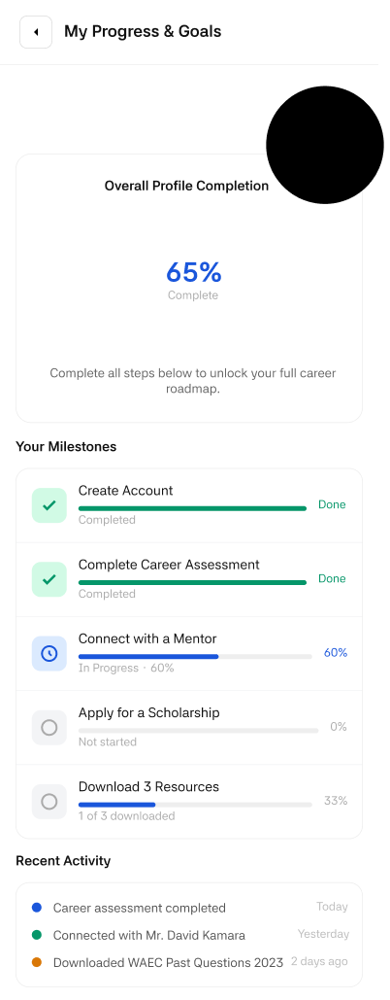 My Progress & Goals
Overall Profile Completion
65%
Complete
Complete all steps below to unlock your full career
roadmap.
Your Milestones
Create Account
Done
Completed
Complete Career Assessment
Done
Completed
Connect with a Mentor
60%
In Progress · 60%
Apply for a Scholarship
0%
Not started
Download 3 Resources
33%
1 of 3 downloaded
Recent Activity
Career assessment completed Today
Connected with Mr. David Kamara Yesterday
Downloaded WAEC Past Questions 2023 2 days ago